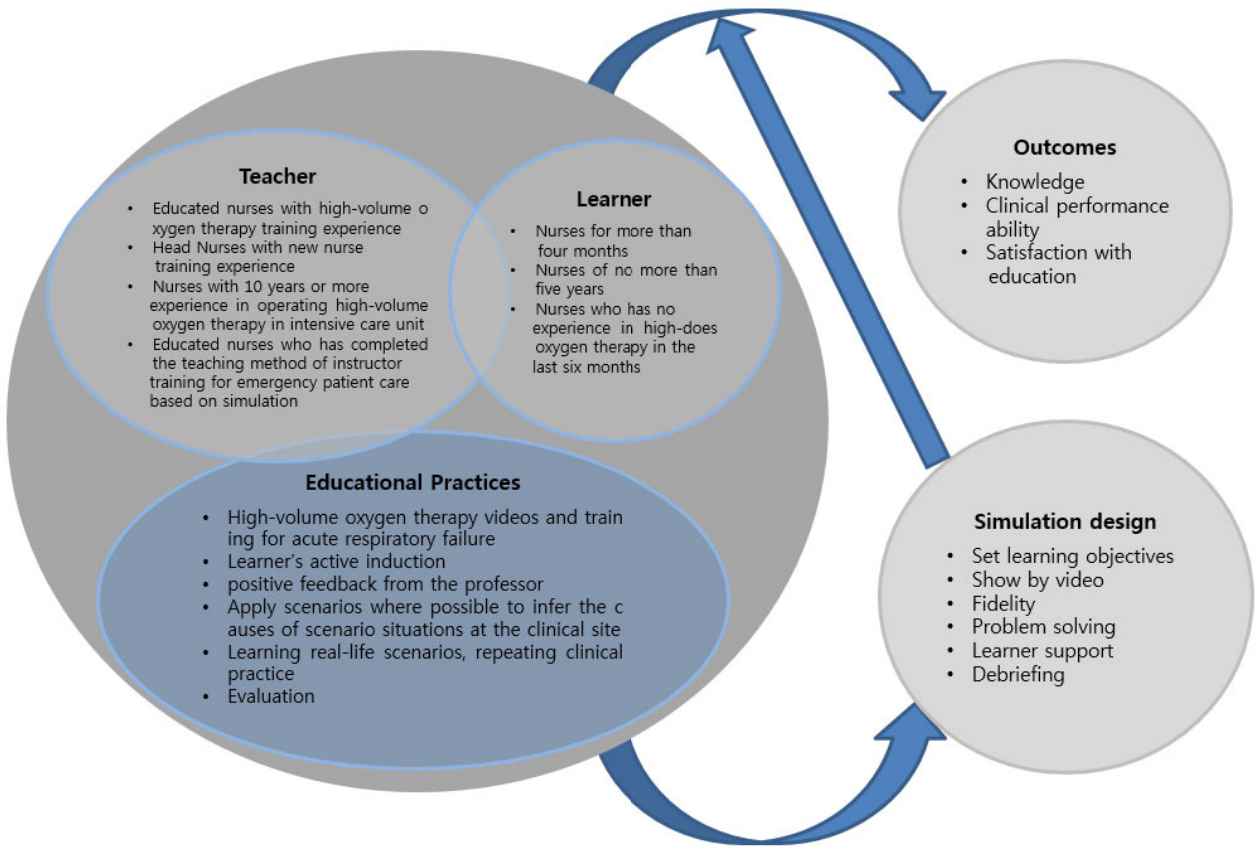 Teacher
• Educated nurses with high-volume o
xygen therapy training experience
• Head Nurses with new nurse
training experience
• Nurses with 10 years or more
experience in operating high-volume
oxygen therapy in intensive care unit
• Educated nurses who has completed
the teaching method of instructor
training for emergency patient care
based on simulation
Learner
• Nurses for more than
four months
• Nurses of no more than
five years
• Nurses who has no
experience in high-does
oxygen therapy in the
last six months
Educational Practices
• High-volume oxygen therapy videos and train
ing for acute respiratory failure
• Learner's active induction
• positive feedback from the professor
• Apply scenarios where possible to infer the c
auses of scenario situations at the clinical site
• Learning real-life scenarios, repeating clinical
practice
• Evaluation
Outcomes
• Knowledge
• Clinical performance
ability
• Satisfaction with
education
Simulation design
• Set learning objectives
• Show by video
• Fidelity
• Problem solving
• Learner support
• Debriefing